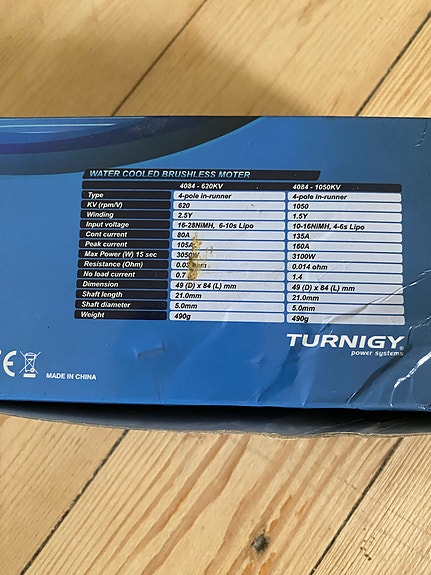 WATER COOLED BRUSHLESS MOTER
4084 - 620KV 4084 - 1050KV
Type 4-pole in-runner 4-pole in-runner
KV (rpm/V) 620 1050
Winding 2.5Y 1.5Y
Input voltage 16-28NiMH, 6-10s Lipo 10-16NiMH, 4-6s Lipo
Cont current 80A 135A
Peak current 105A 160A
Max Power (W) 15 sec 3050W 3100W
Resistance (Ohm) 0.014 ohm
No load current 1.4
Dimension 49 (D) x 84 (L) mm 49 (D) x 84 (L) mm
Shaft length 21.0mm 21.0mm
Shaft diameter 5.0mm 5.0mm
Weight 490g 490g
TURNIGY.
power systems
CE
MADE IN CHINA